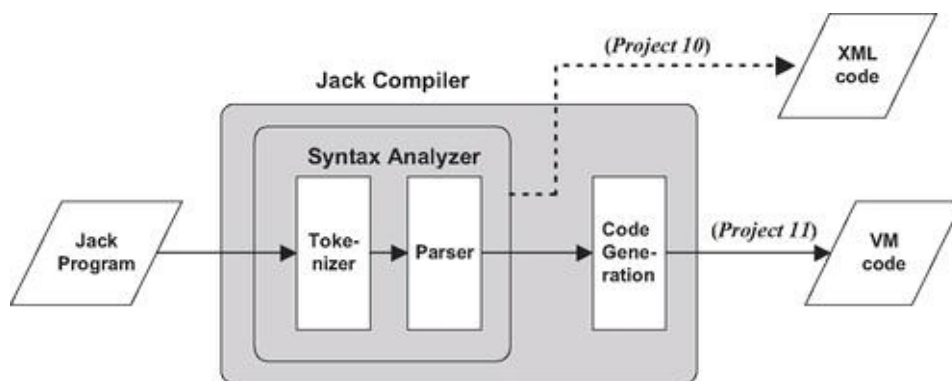 (Project 10)
XML
code
Jack Compiler
Syntax Analyzer
Jack
Program
Toke-
nizer
Parser
Code
Gene-
ration
(Project 11)
VM
code